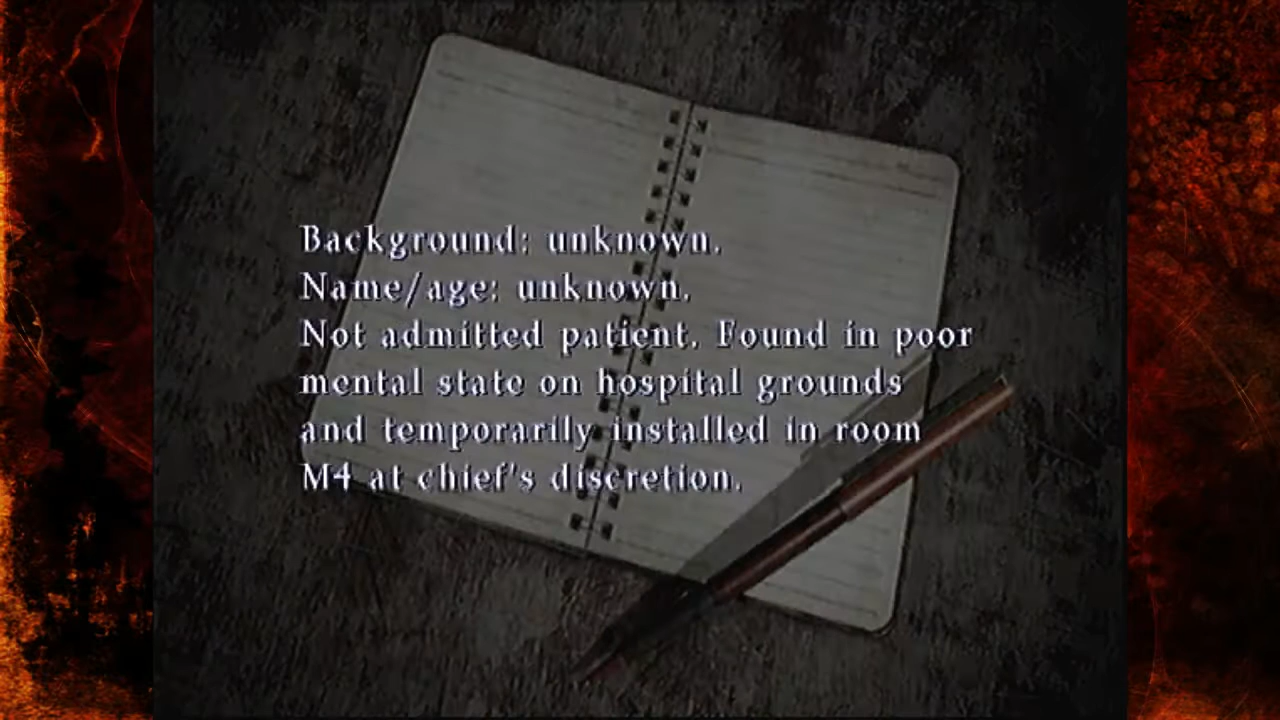 Background: unknown.
Name/age: unknown.
Not admitted patient. Found in poor
mental state on hospital grounds
and temporarily installed in room
M4 at chief's discretion.